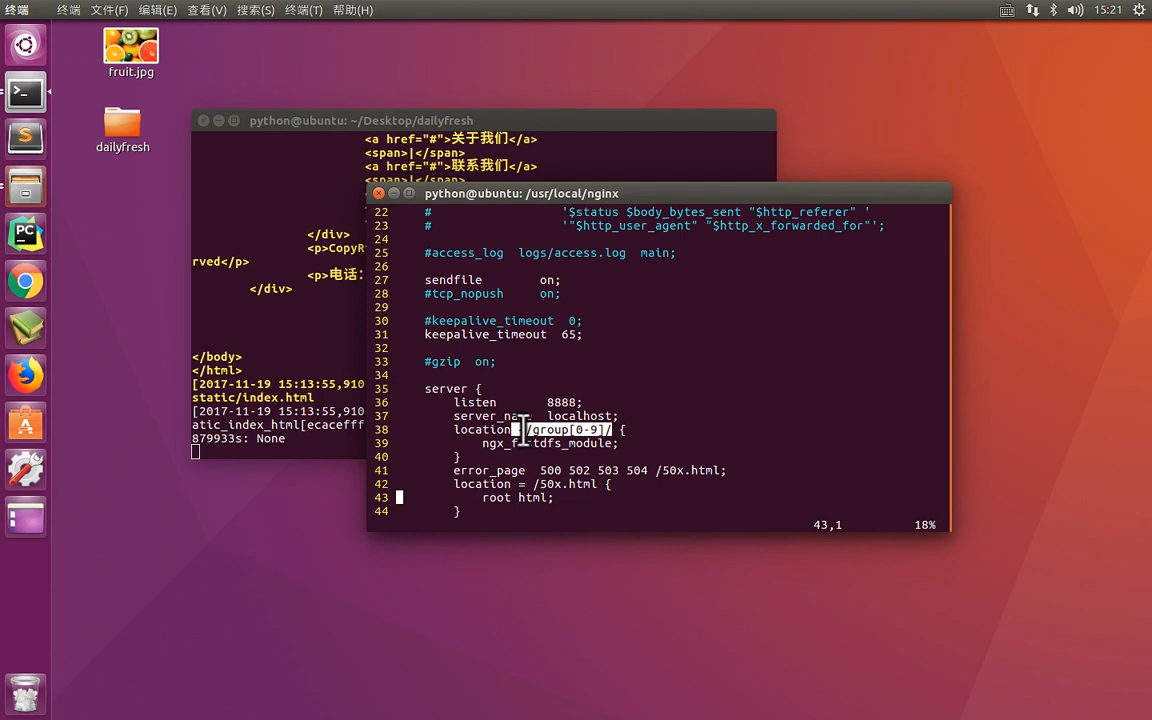 终端 终端 文件(F) 编辑(E) 查看(V) 搜索(S) 终端(T) 帮助(H) 15:21
fruit.jpg
dailyfresh
python@ubuntu: ~/Desktop/dailyfresh
<a href="#">关于我们</a>
<span>|</span>
<a href="#">联系我们</a>
</div>
<p>CopyR
rved</p>
<p>电话:
</div>
</body>
</html>
[2017-11-19 15:13:55,910
static/index.html
[2017-11-19 15:13:55,910
atic_index_html[ecacefff
879933s: None
python@ubuntu: /usr/local/nginx
22 # '$status $body_bytes_sent "$http_referer" '
23 # '"$http_user_agent" "$http_x_forwarded_for"';
24
25 #access_log logs/access.log main;
26
27 sendfile on;
28 #tcp_nopush on;
29
30 #keepalive_timeout 0;
31 keepalive_timeout 65;
32
33 #gzip on;
34
35 server {
36 listen 8888;
37 localhost;
38 location /group[0-9]/ {
39
40 }
41 error_page 500 502 503 504 /50x.html;
42 location = /50x.html {
43 root html;
44 }
43,1 18%